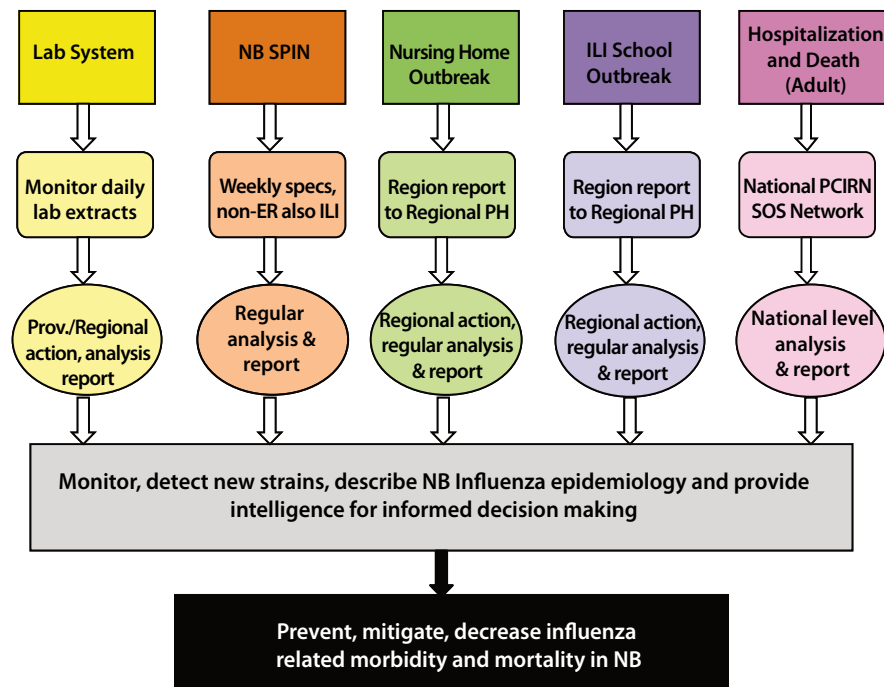 Lab System
NB SPIN
Nursing Home
Outbreak
ILI School
Outbreak
Hospitalization
and Death
(Adult)
Monitor daily
lab extracts
Weekly specs,
non-ER also ILI
Region report
to Regional PH
Region report
to Regional PH
National PCIRN
SOS Network
Prov./Regional
action, analysis
report
Regular
analysis &
report
Regional action,
regular analysis
& report
Regional action,
regular analysis
& report
National level
analysis
& report
Monitor, detect new strains, describe NB Influenza epidemiology and provide
intelligence for informed decision making
Prevent, mitigate, decrease influenza
related morbidity and mortality in NB